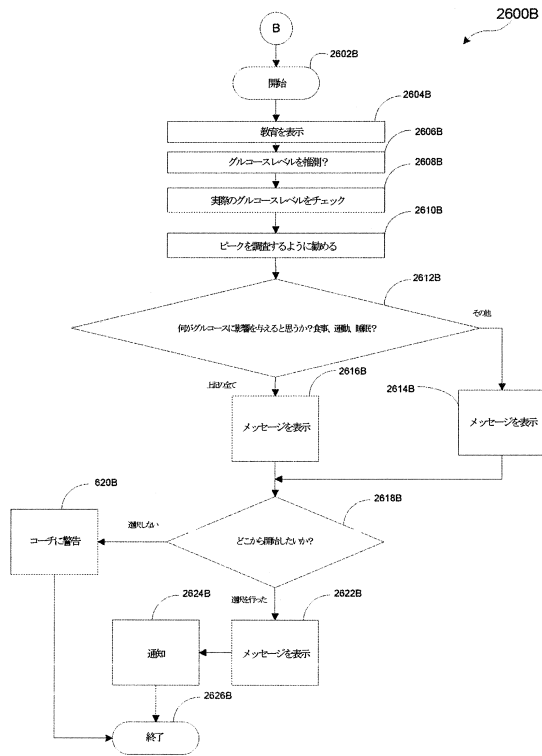 2600B
B
2602B
開始
2604B
教育を表示
2606B
グルコースレベルを推測?
2608B
実際のグルコースレベルをチェック
2610B
ピークを調査するように勧める
2612B
何がグルコースに影響を与えると思うか?食事、運動、睡眠?
その他
上記の全て
2616B
メッセージを表示
2614B
メッセージを表示
620B
コーチに警告
選択しない
2618B
どこから開始したいか?
選択を行った
2624B
通知
2622B
メッセージを表示
2626B
終了